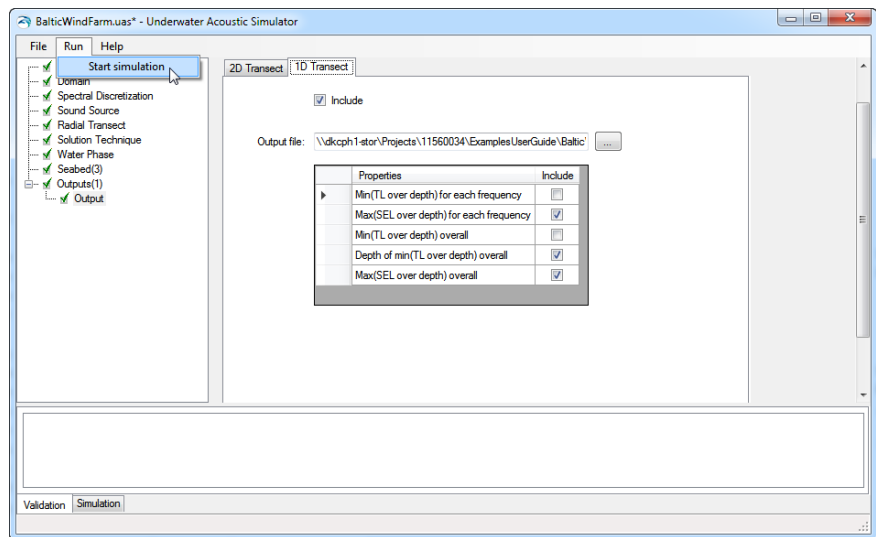 BalticWindFarm.uas* - Underwater Acoustic Simulator
File Run Help
Start simulation
Domain
Spectral Discretization
Sound Source
Radial Transect
Solution Technique
Water Phase
Seabed(3)
Outputs(1)
Output
2D Transect 1D Transect
Include
Output file: \\dkcph1-stor\Projects\11560034\ExamplesUserGuide\Baltic ...
Properties Include
Min(TL over depth) for each frequency
Max(SEL over depth) for each frequency
Min(TL over depth) overall
Depth of min(TL over depth) overall
Max(SEL over depth) overall
Validation Simulation